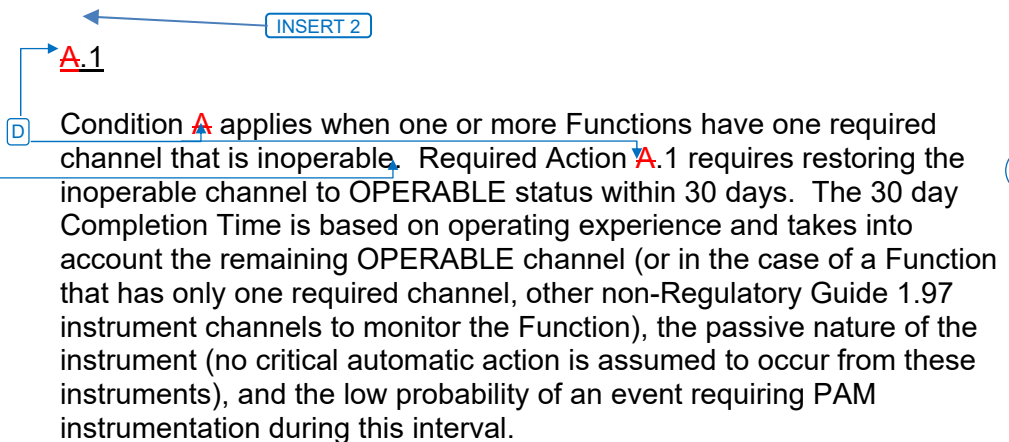 INSERT 2
A.1
D
Condition A applies when one or more Functions have one required
channel that is inoperable.  Required Action A.1 requires restoring the
inoperable channel to OPERABLE status within 30 days.  The 30 day
Completion Time is based on operating experience and takes into
account the remaining OPERABLE channel (or in the case of a Function
that has only one required channel, other non-Regulatory Guide 1.97
instrument channels to monitor the Function), the passive nature of the
instrument (no critical automatic action is assumed to occur from these
instruments), and the low probability of an event requiring PAM
instrumentation during this interval.